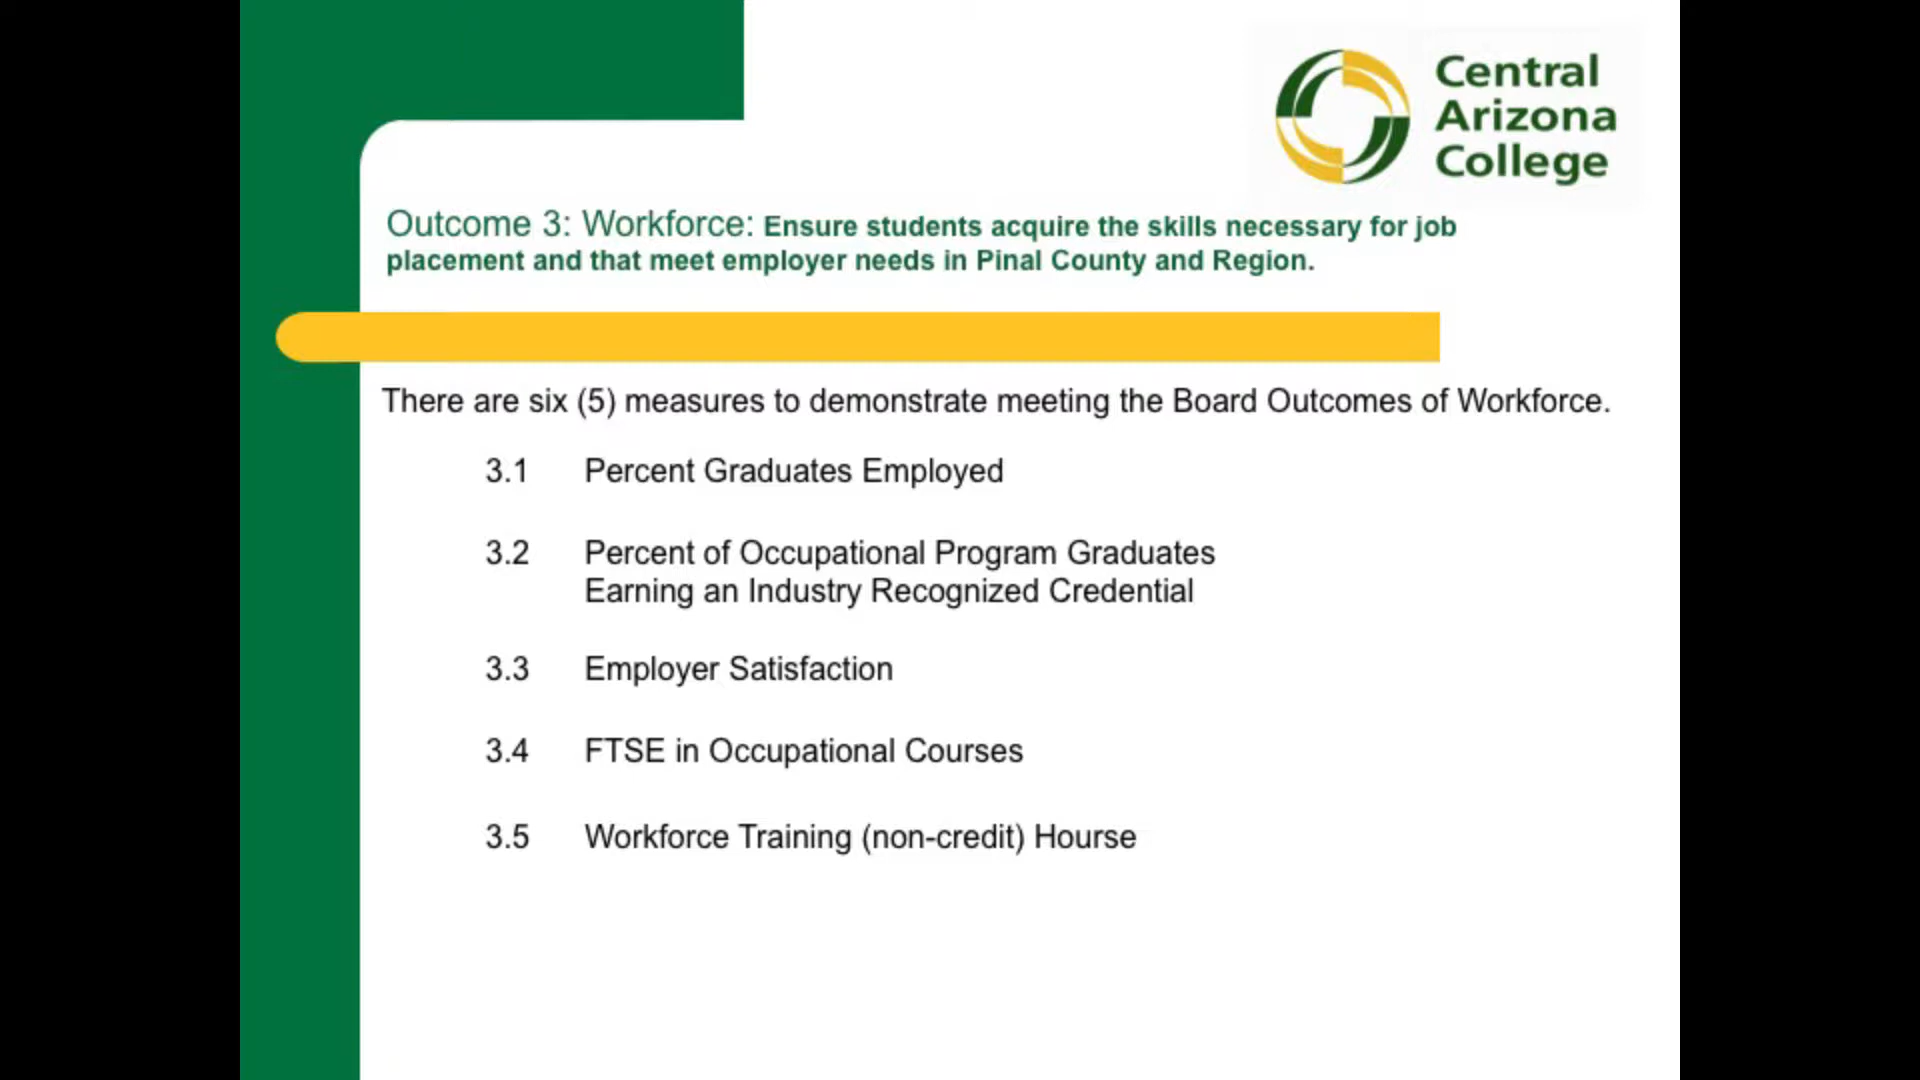 Central
Arizona
College
Outcome 3: Workforce: Ensure students acquire the skills necessary for job
placement and that meet employer needs in Pinal County and Region.
There are six (5) measures to demonstrate meeting the Board Outcomes of Workforce.
3.1 Percent Graduates Employed
3.2 Percent of Occupational Program Graduates
Earning an Industry Recognized Credential
3.3 Employer Satisfaction
3.4 FTSE in Occupational Courses
3.5 Workforce Training (non-credit) Hourse